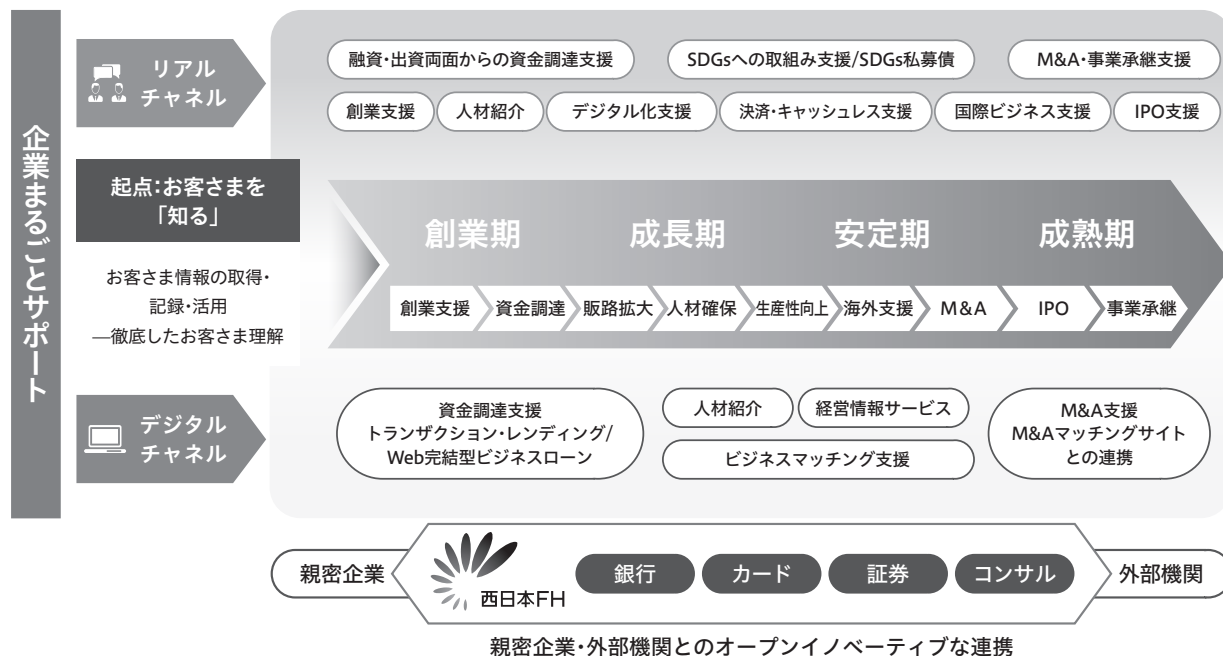 企業まるごとサポート
リアル
チャネル
融資・出資両面からの資金調達支援
SDGsへの取組み支援/SDGs私募債
M&A・事業承継支援
創業支援
人材紹介
デジタル化支援
決済・キャッシュレス支援
国際ビジネス支援
IPO支援
起点:お客さまを
「知る」
お客さま情報の取得・
記録・活用
―徹底したお客さま理解
創業期
成長期
安定期
成熟期
創業支援
資金調達
販路拡大
人材確保
生産性向上
海外支援
M&A
IPO
事業承継
デジタル
チャネル
資金調達支援
トランザクション・レンディング/
Web完結型ビジネスローン
人材紹介
経営情報サービス
ビジネスマッチング支援
M&A支援
M&Aマッチングサイト
との連携
親密企業
西日本FH
銀行
カード
証券
コンサル
外部機関
親密企業・外部機関とのオープンイノベーティブな連携